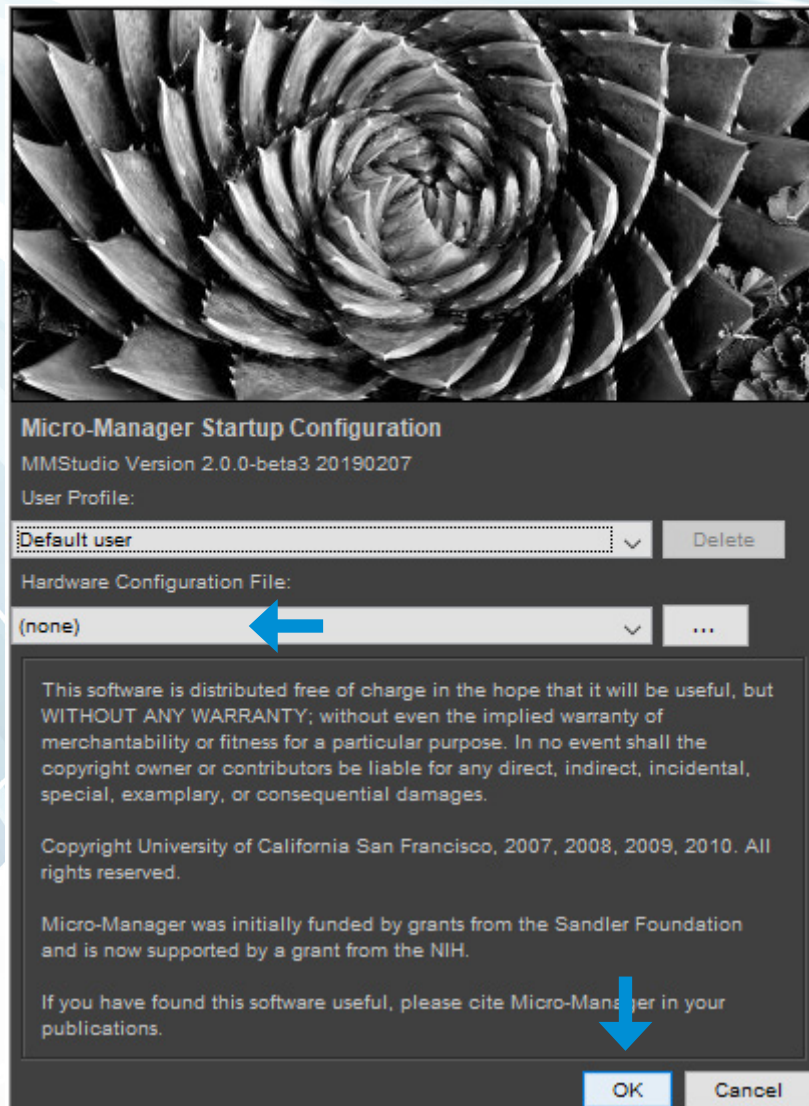 Micro-Manager Startup Configuration
MMStudio Version 2.0.0-beta3 20190207
User Profile:
Default user
Delete
Hardware Configuration File:
(none)
...
This software is distributed free of charge in the hope that it will be useful, but
WITHOUT ANY WARRANTY; without even the implied warranty of
merchantability or fitness for a particular purpose. In no event shall the
copyright owner or contributors be liable for any direct, indirect, incidental,
special, examplary, or consequential damages.
Copyright University of California San Francisco, 2007, 2008, 2009, 2010. All
rights reserved.
Micro-Manager was initially funded by grants from the Sandler Foundation
and is now supported by a grant from the NIH.
If you have found this software useful, please cite Micro-Manager in your
publications.
OK
Cancel